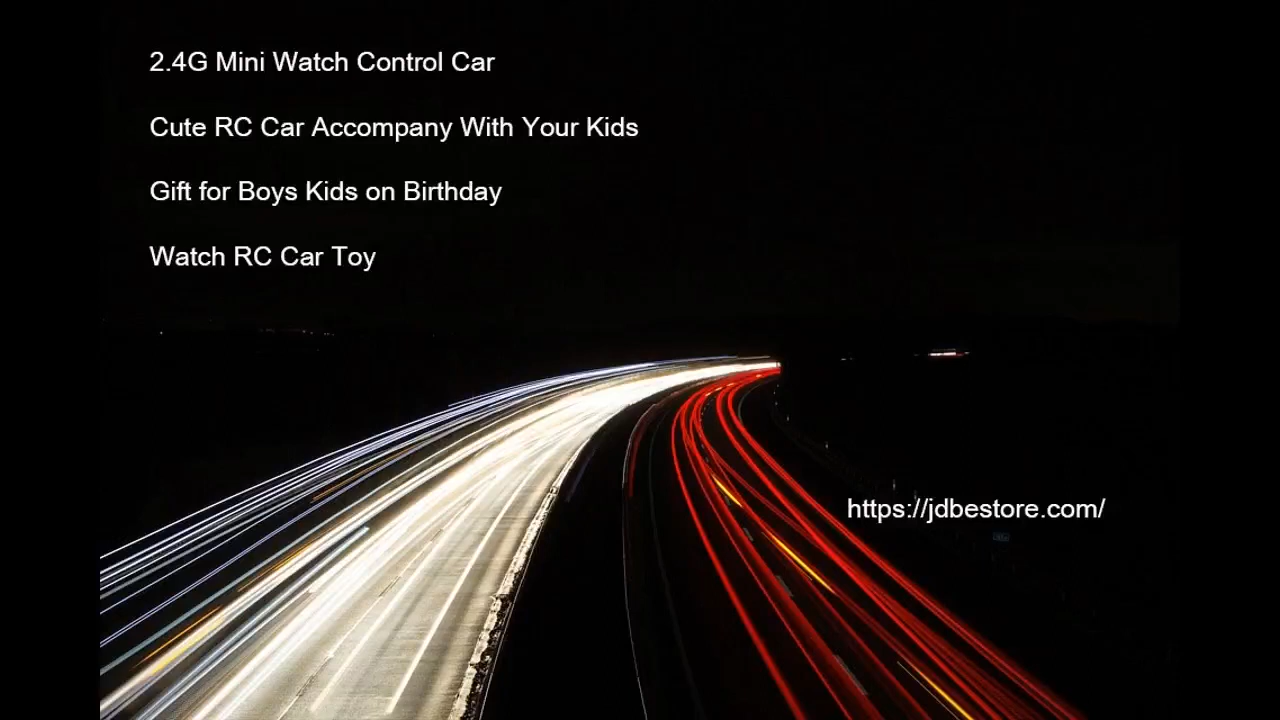 2.4G Mini Watch Control Car
Cute RC Car Accompany With Your Kids
Gift for Boys Kids on Birthday
Watch RC Car Toy
https://jdbestore.com/